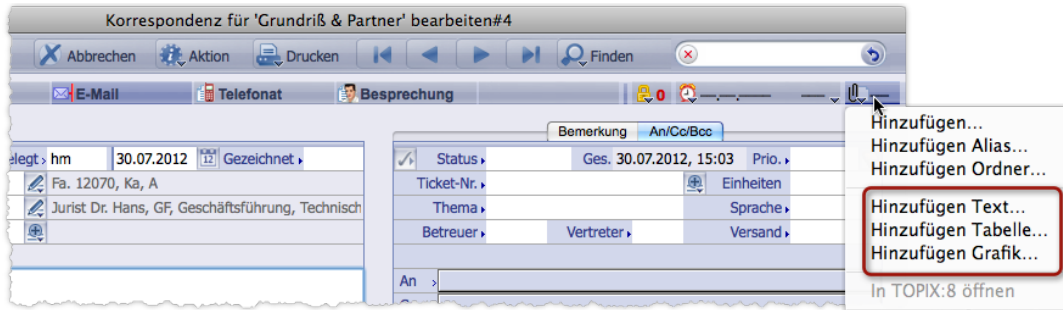 Korrespondenz für 'Grundriß & Partner' bearbeiten#4
Abbrechen Aktion Drucken Finden
E-Mail Telefonat Besprechung 0 —.—.—— ——
Bemerkung An/Cc/Bcc
elegt hm 30.07.2012 12 Gezeichnet
Status Ges. 30.07.2012, 15:03 Prio.
Fa. 12070, Ka, A
Ticket-Nr. Einheiten
Jurist Dr. Hans, GF, Geschäftsführung, Technisch
Thema Sprache
Betreuer Vertreter Versand
An
Hinzufügen...
Hinzufügen Alias...
Hinzufügen Ordner...
Hinzufügen Text...
Hinzufügen Tabelle...
Hinzufügen Grafik...
In TOPIX:8 öffnen